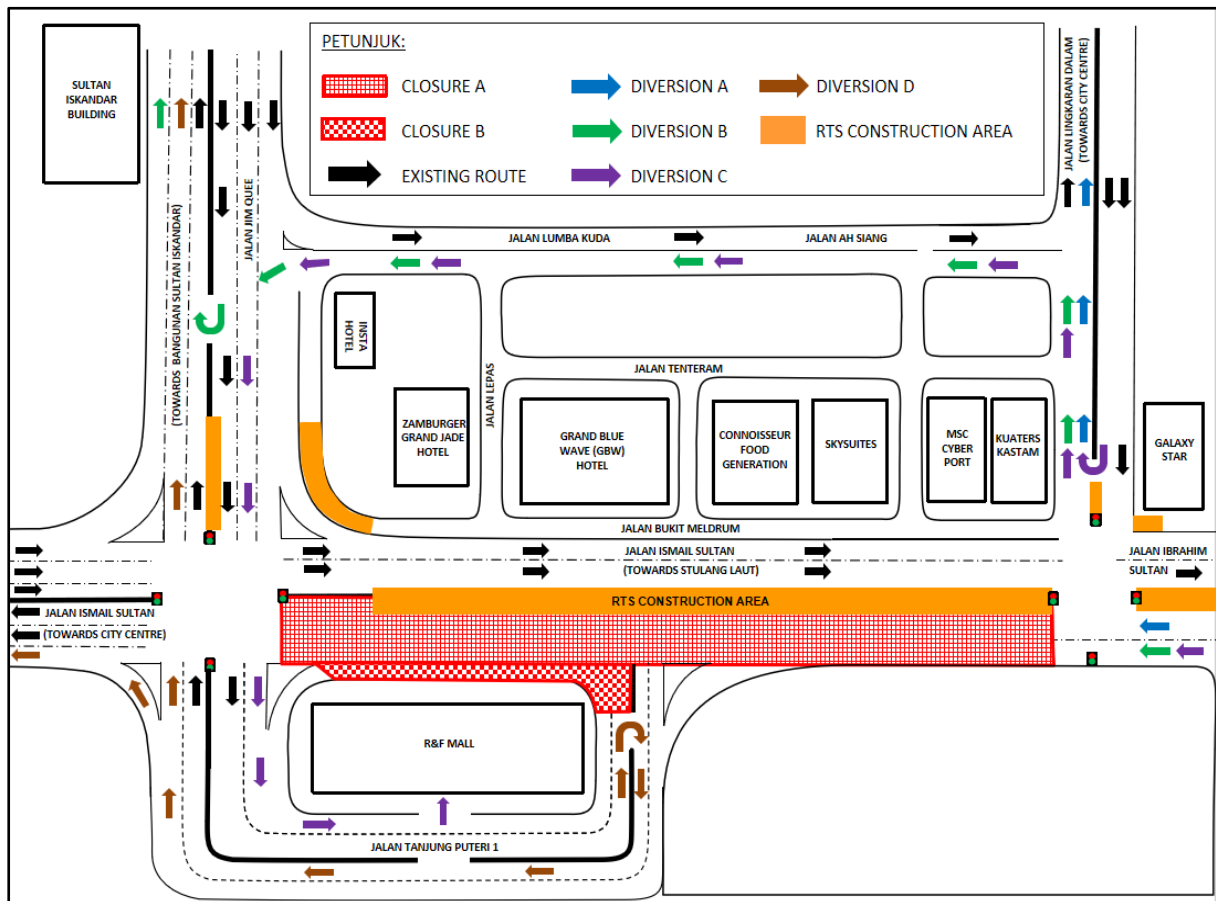 SULTAN
ISKANDAR
BUILDING
PETUNJUK:
CLOSURE A
DIVERSION A
DIVERSION D
CLOSURE B
DIVERSION B
RTS CONSTRUCTION AREA
EXISTING ROUTE
DIVERSION C
(TOWARDS BANGUNAN SULTAN ISKANDAR)
JALAN JIM QUEE
JALAN LINGKARAN DALAM
(TOWARDS CITY CENTRE)
JALAN LUMBA KUDA
JALAN AH SIANG
INSTA
HOTEL
JALAN LEPAS
JALAN TENTERAM
ZAMBURGER
GRAND JADE
HOTEL
GRAND BLUE
WAVE (GBW)
HOTEL
CONNOISSEUR
FOOD
GENERATION
SKYSUITES
MSC
CYBER
PORT
KUATERS
KASTAM
GALAXY
STAR
JALAN BUKIT MELDRUM
JALAN ISMAIL SULTAN
(TOWARDS STULANG LAUT)
JALAN IBRAHIM
SULTAN
RTS CONSTRUCTION AREA
JALAN ISMAIL SULTAN
(TOWARDS CITY CENTRE)
R&F MALL
JALAN TANJUNG PUTERI 1